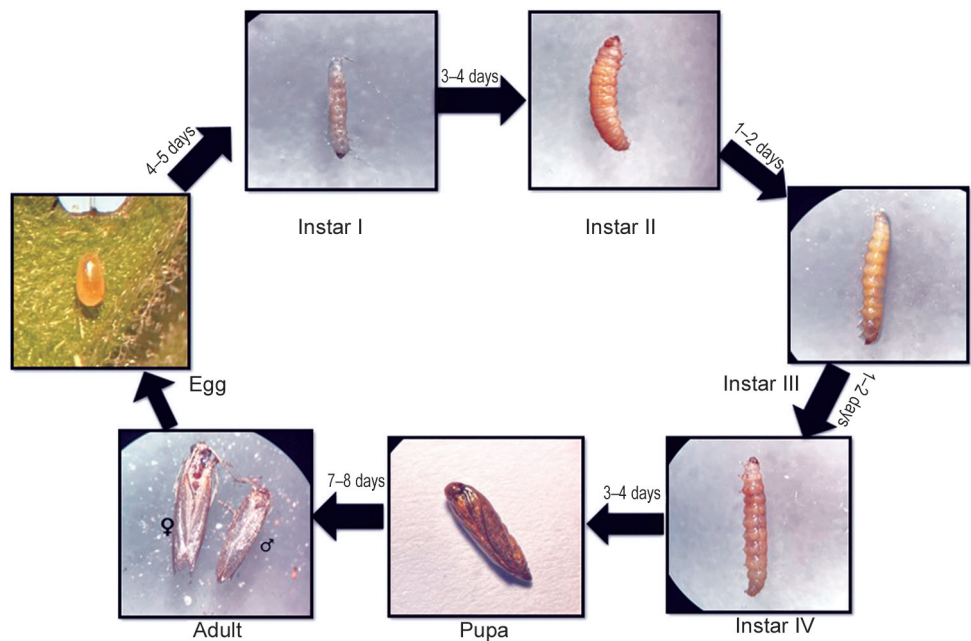 3–4 days
Instar I
Instar II
1–2 days
4–5 days
Egg
Instar III
1–2 days
♀
♂
Adult
7–8 days
Pupa
3–4 days
Instar IV